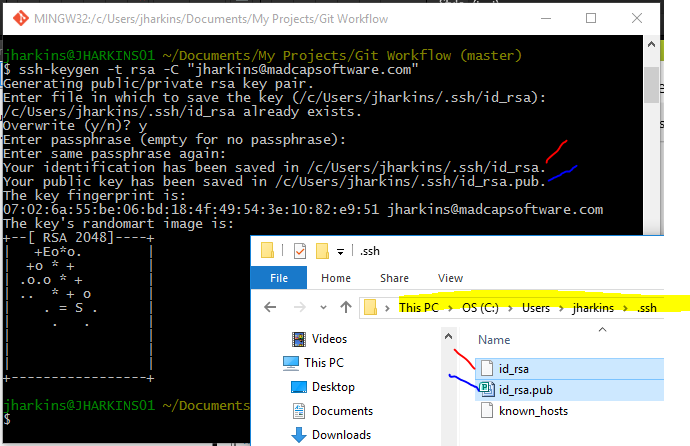 MINGW32:/c/Users/jharkins/Documents/My Projects/Git Workflow
jharkins@JHARKINS01 ~/Documents/My Projects/Git Workflow (master)
$ ssh-keygen -t rsa -C "jharkins@madcapsoftware.com"
Generating public/private rsa key pair.
Enter file in which to save the key (/c/Users/jharkins/.ssh/id_rsa):
/c/Users/jharkins/.ssh/id_rsa already exists.
Overwrite (y/n)? y
Enter passphrase (empty for no passphrase):
Enter same passphrase again:
Your identification has been saved in /c/Users/jharkins/.ssh/id_rsa.
Your public key has been saved in /c/Users/jharkins/.ssh/id_rsa.pub.
The key fingerprint is:
07:02:6a:55:be:06:bd:18:4f:49:54:3e:10:82:e9:51 jharkins@madcapsoftware.com
The key's randomart image is:
+--[ RSA 2048]----+
|   +Eo*o.        |
|  +o * +         |
| .o.o * +        |
| ..  * + o       |
|    . = S .      |
|     .   .       |
|                 |
|                 |
|                 |
+-----------------+
jharkins@JHARKINS01 ~/Documents
$
.ssh
File
Home
Share
View
This PC > OS (C:) > Users > jharkins > .ssh
Videos
This PC
Desktop
Documents
Downloads
Name
id_rsa
id_rsa.pub
known_hosts